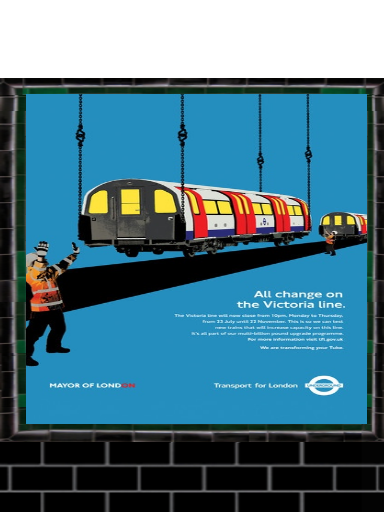 All change on
the Victoria line.
The Victoria line will now close from 10pm, Monday to Thursday,
from 23 July until 22 November. This is so we can test
new trains that will increase capacity on this line.
It's all part of our multi-billion pound upgrade programme.
For more information visit tfl.gov.uk
We are transforming your Tube.
MAYOR OF LONDON
Transport for London
UNDERGROUND